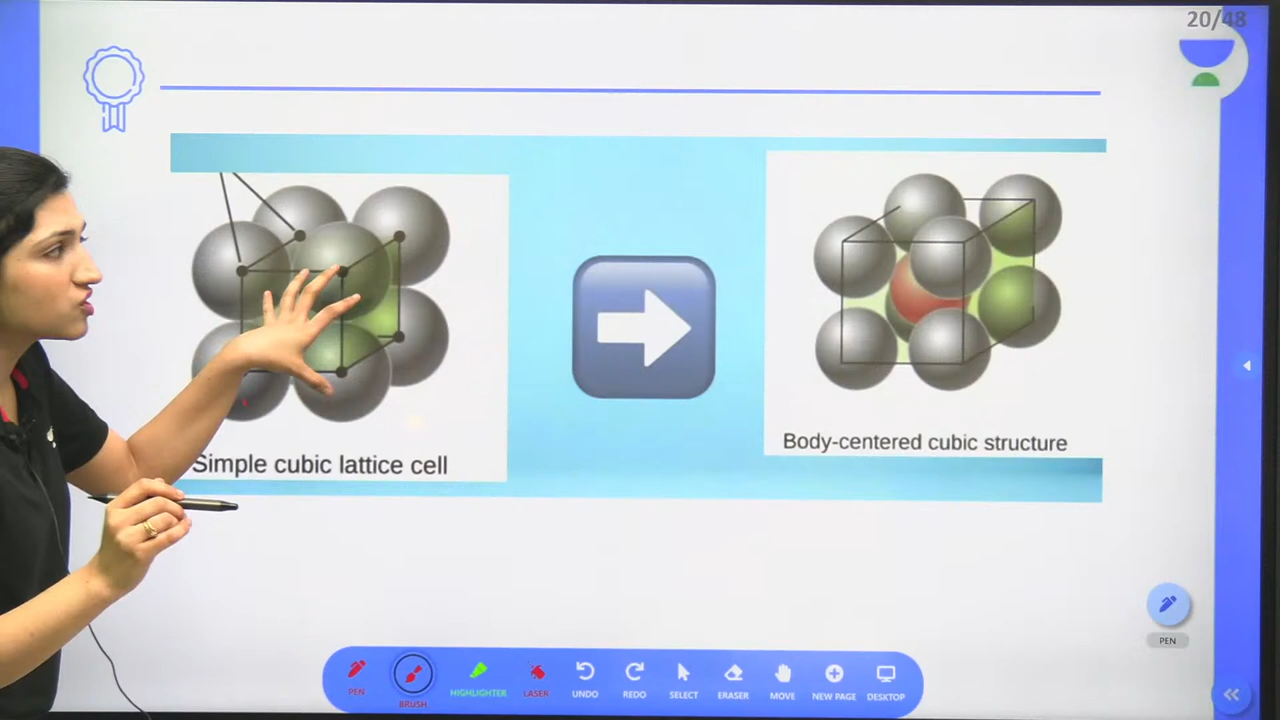 20/48
Simple cubic lattice cell
Body-centered cubic structure
PEN
PEN
BRUSH
HIGHLIGHTER
LASER
UNDO
REDO
SELECT
ERASER
MOVE
NEW PAGE
DESKTOP